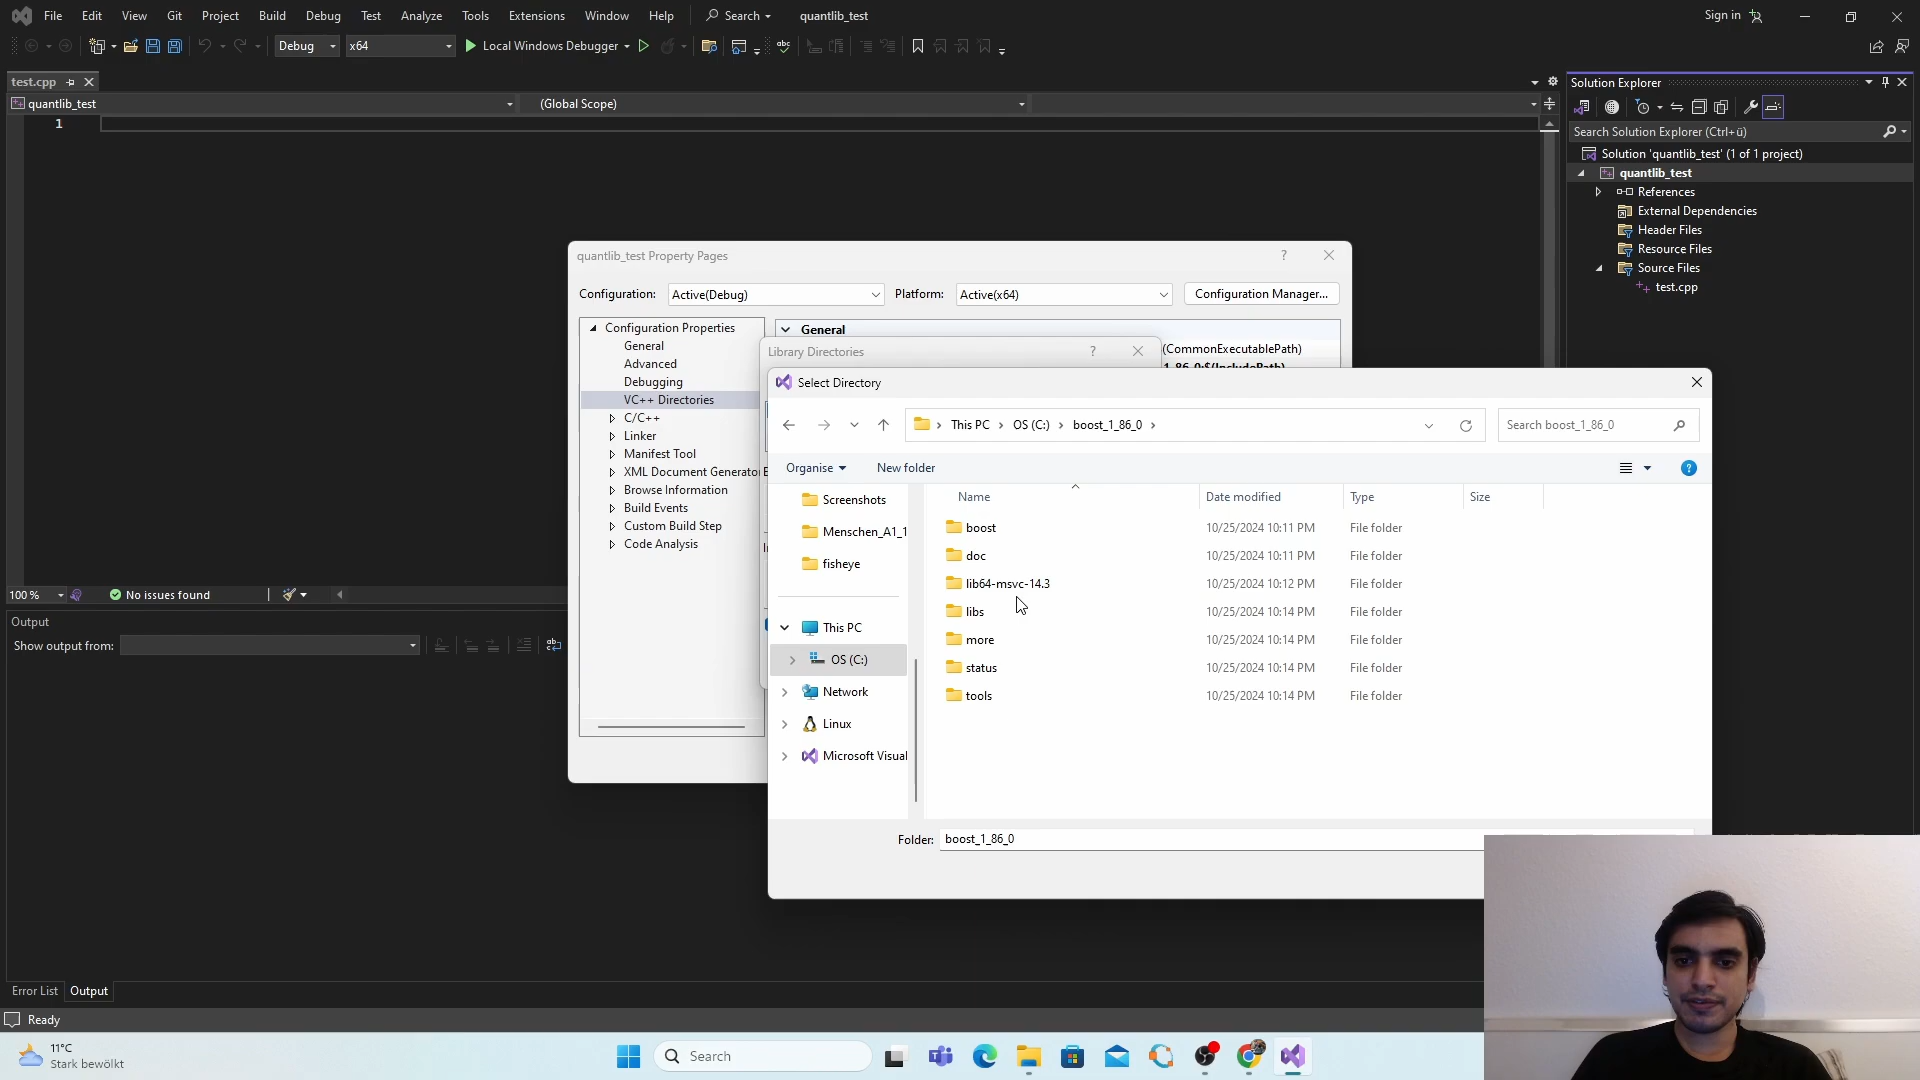 File Edit View Git Project Build Debug Test Analyze Tools Extensions Window Help Search quantlib_test Sign in
Debug x64 Local Windows Debugger
test.cpp
quantlib_test (Global Scope)
1
Solution Explorer
Search Solution Explorer (Ctrl+ü)
Solution 'quantlib_test' (1 of 1 project)
quantlib_test
References
External Dependencies
Header Files
Resource Files
Source Files
test.cpp
quantlib_test Property Pages
Configuration: Active(Debug) Platform: Active(x64) Configuration Manager...
Configuration Properties
General
Advanced
Debugging
VC++ Directories
C/C++
Linker
Manifest Tool
XML Document Generator
Browse Information
Build Events
Custom Build Step
Code Analysis
General
(CommonExecutablePath)
1_86_0;$(IncludePath)
Library Directories
Select Directory
This PC OS (C:) boost_1_86_0 Search boost_1_86_0
Organise New folder
Screenshots
Menschen_A1_1
fisheye
This PC
OS (C:)
Network
Linux
Microsoft Visual
Name Date modified Type Size
boost 10/25/2024 10:11 PM File folder
doc 10/25/2024 10:11 PM File folder
lib64-msvc-14.3 10/25/2024 10:12 PM File folder
libs 10/25/2024 10:14 PM File folder
more 10/25/2024 10:14 PM File folder
status 10/25/2024 10:14 PM File folder
tools 10/25/2024 10:14 PM File folder
Folder: boost_1_86_0
100 % No issues found
Output
Show output from:
Error List Output
Ready
11°C
Stark bewölkt
Search